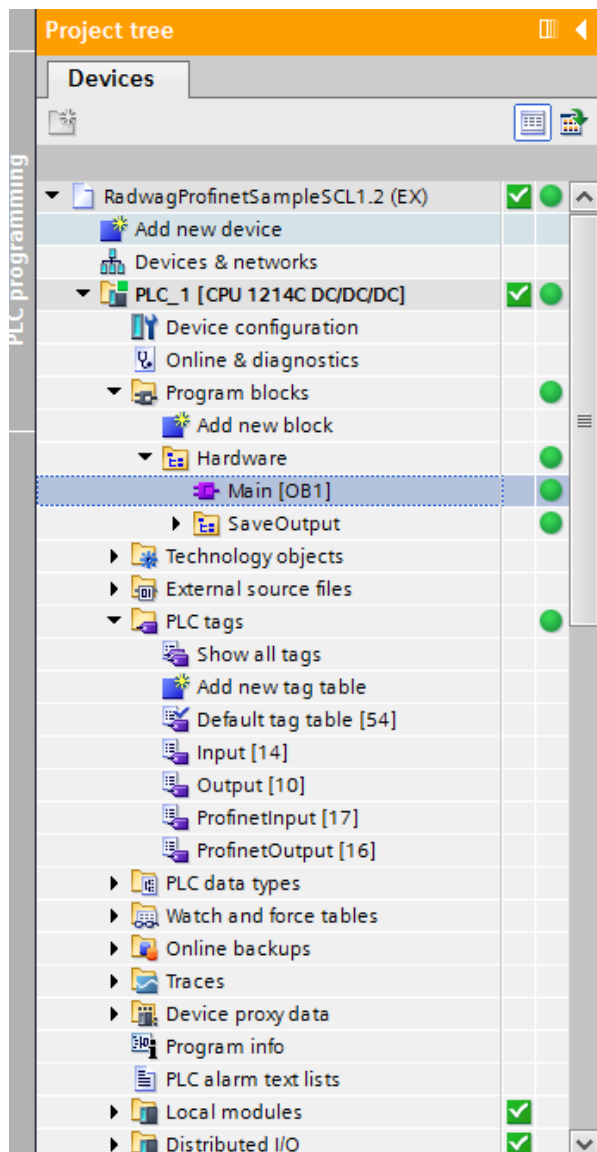 Project tree
Devices
PLC programming
RadwagProfinetSampleSCL1.2 (EX)
Add new device
Devices & networks
PLC_1 [CPU 1214C DC/DC/DC]
Device configuration
Online & diagnostics
Program blocks
Add new block
Hardware
Main [OB1]
SaveOutput
Technology objects
External source files
PLC tags
Show all tags
Add new tag table
Default tag table [54]
Input [14]
Output [10]
ProfinetInput [17]
ProfinetOutput [16]
PLC data types
Watch and force tables
Online backups
Traces
Device proxy data
Program info
PLC alarm text lists
Local modules
Distributed I/O